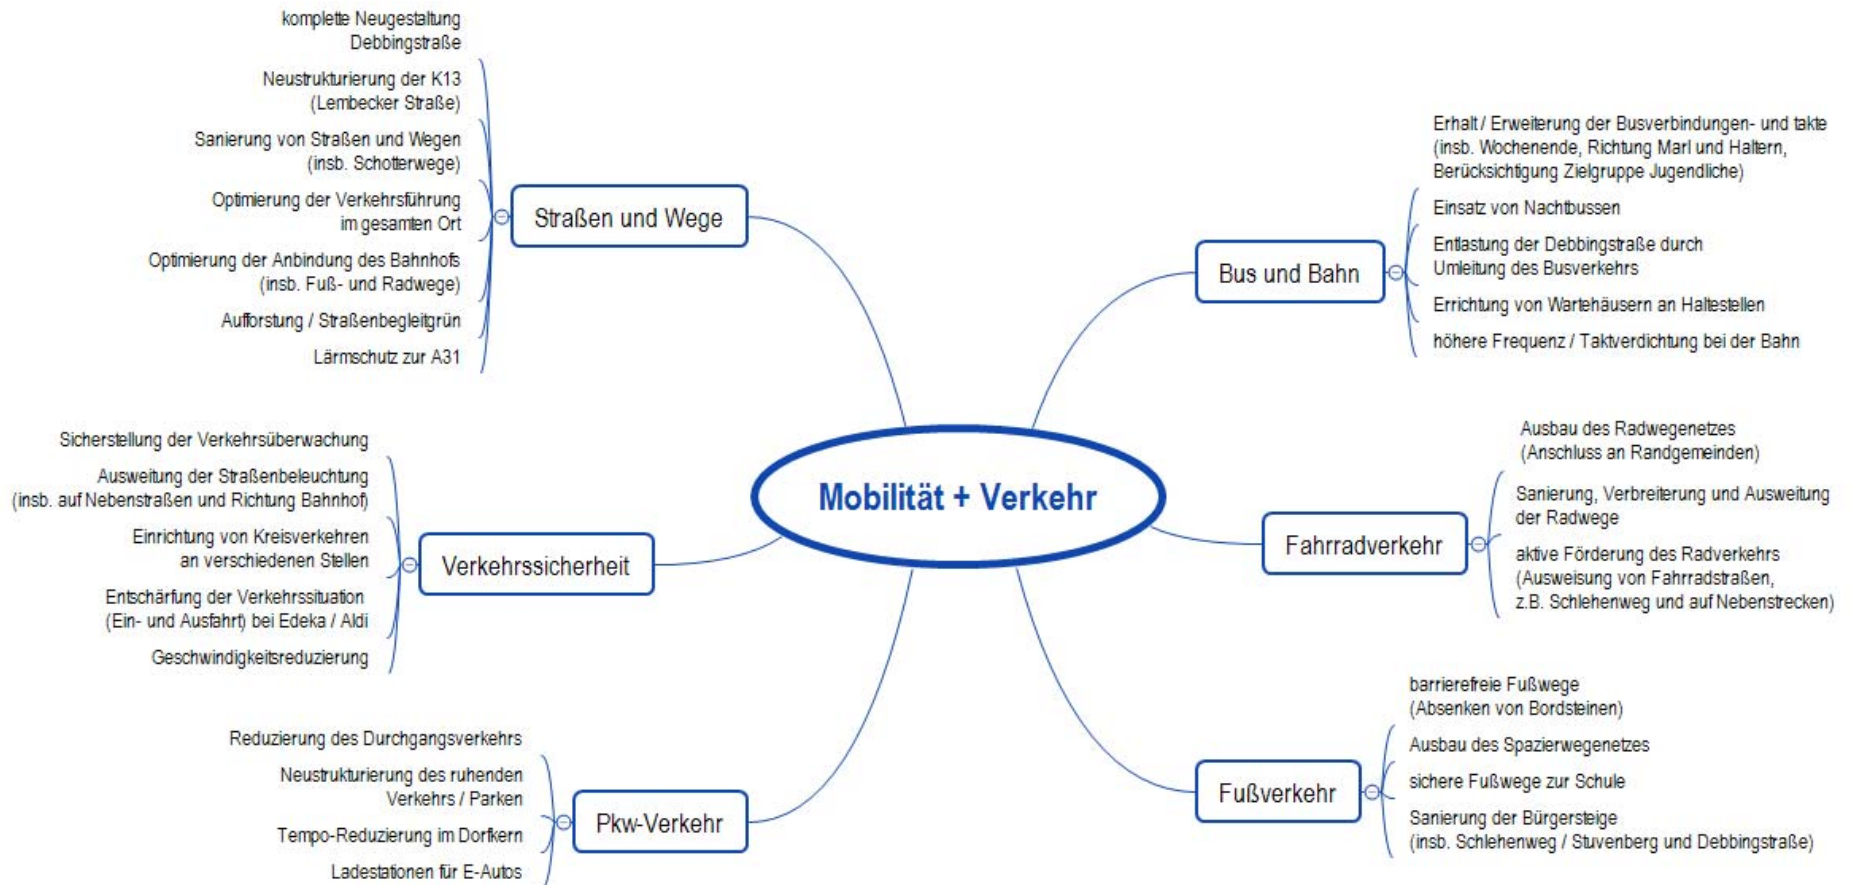 komplette Neugestaltung
Debbingstraße
Neustrukturierung der K13
(Lembecker Straße)
Sanierung von Straßen und Wegen
(insb. Schotterwege)
Optimierung der Verkehrsführung
im gesamten Ort
Optimierung der Anbindung des Bahnhofs
(insb. Fuß- und Radwege)
Aufforstung / Straßenbegleitgrün
Lärmschutz zur A31
Straßen und Wege
Sicherstellung der Verkehrsüberwachung
Ausweitung der Straßenbeleuchtung
(insb. auf Nebenstraßen und Richtung Bahnhof)
Einrichtung von Kreisverkehren
an verschiedenen Stellen
Entschärfung der Verkehrssituation
(Ein- und Ausfahrt) bei Edeka / Aldi
Geschwindigkeitsreduzierung
Verkehrssicherheit
Reduzierung des Durchgangsverkehrs
Neustrukturierung des ruhenden
Verkehrs / Parken
Tempo-Reduzierung im Dorfkern
Ladestationen für E-Autos
Pkw-Verkehr
Mobilität + Verkehr
Bus und Bahn
Erhalt / Erweiterung der Busverbindungen- und takte
(insb. Wochenende, Richtung Marl und Haltern,
Berücksichtigung Zielgruppe Jugendliche)
Einsatz von Nachtbussen
Entlastung der Debbingstraße durch
Umleitung des Busverkehrs
Errichtung von Wartehäusern an Haltestellen
höhere Frequenz / Taktverdichtung bei der Bahn
Fahrradverkehr
Ausbau des Radwegenetzes
(Anschluss an Randgemeinden)
Sanierung, Verbreiterung und Ausweitung
der Radwege
aktive Förderung des Radverkehrs
(Ausweisung von Fahrradstraßen,
z.B. Schlehenweg und auf Nebenstrecken)
Fußverkehr
barrierefreie Fußwege
(Absenken von Bordsteinen)
Ausbau des Spazierwegenetzes
sichere Fußwege zur Schule
Sanierung der Bürgersteige
(insb. Schlehenweg / Stuvenberg und Debbingstraße)